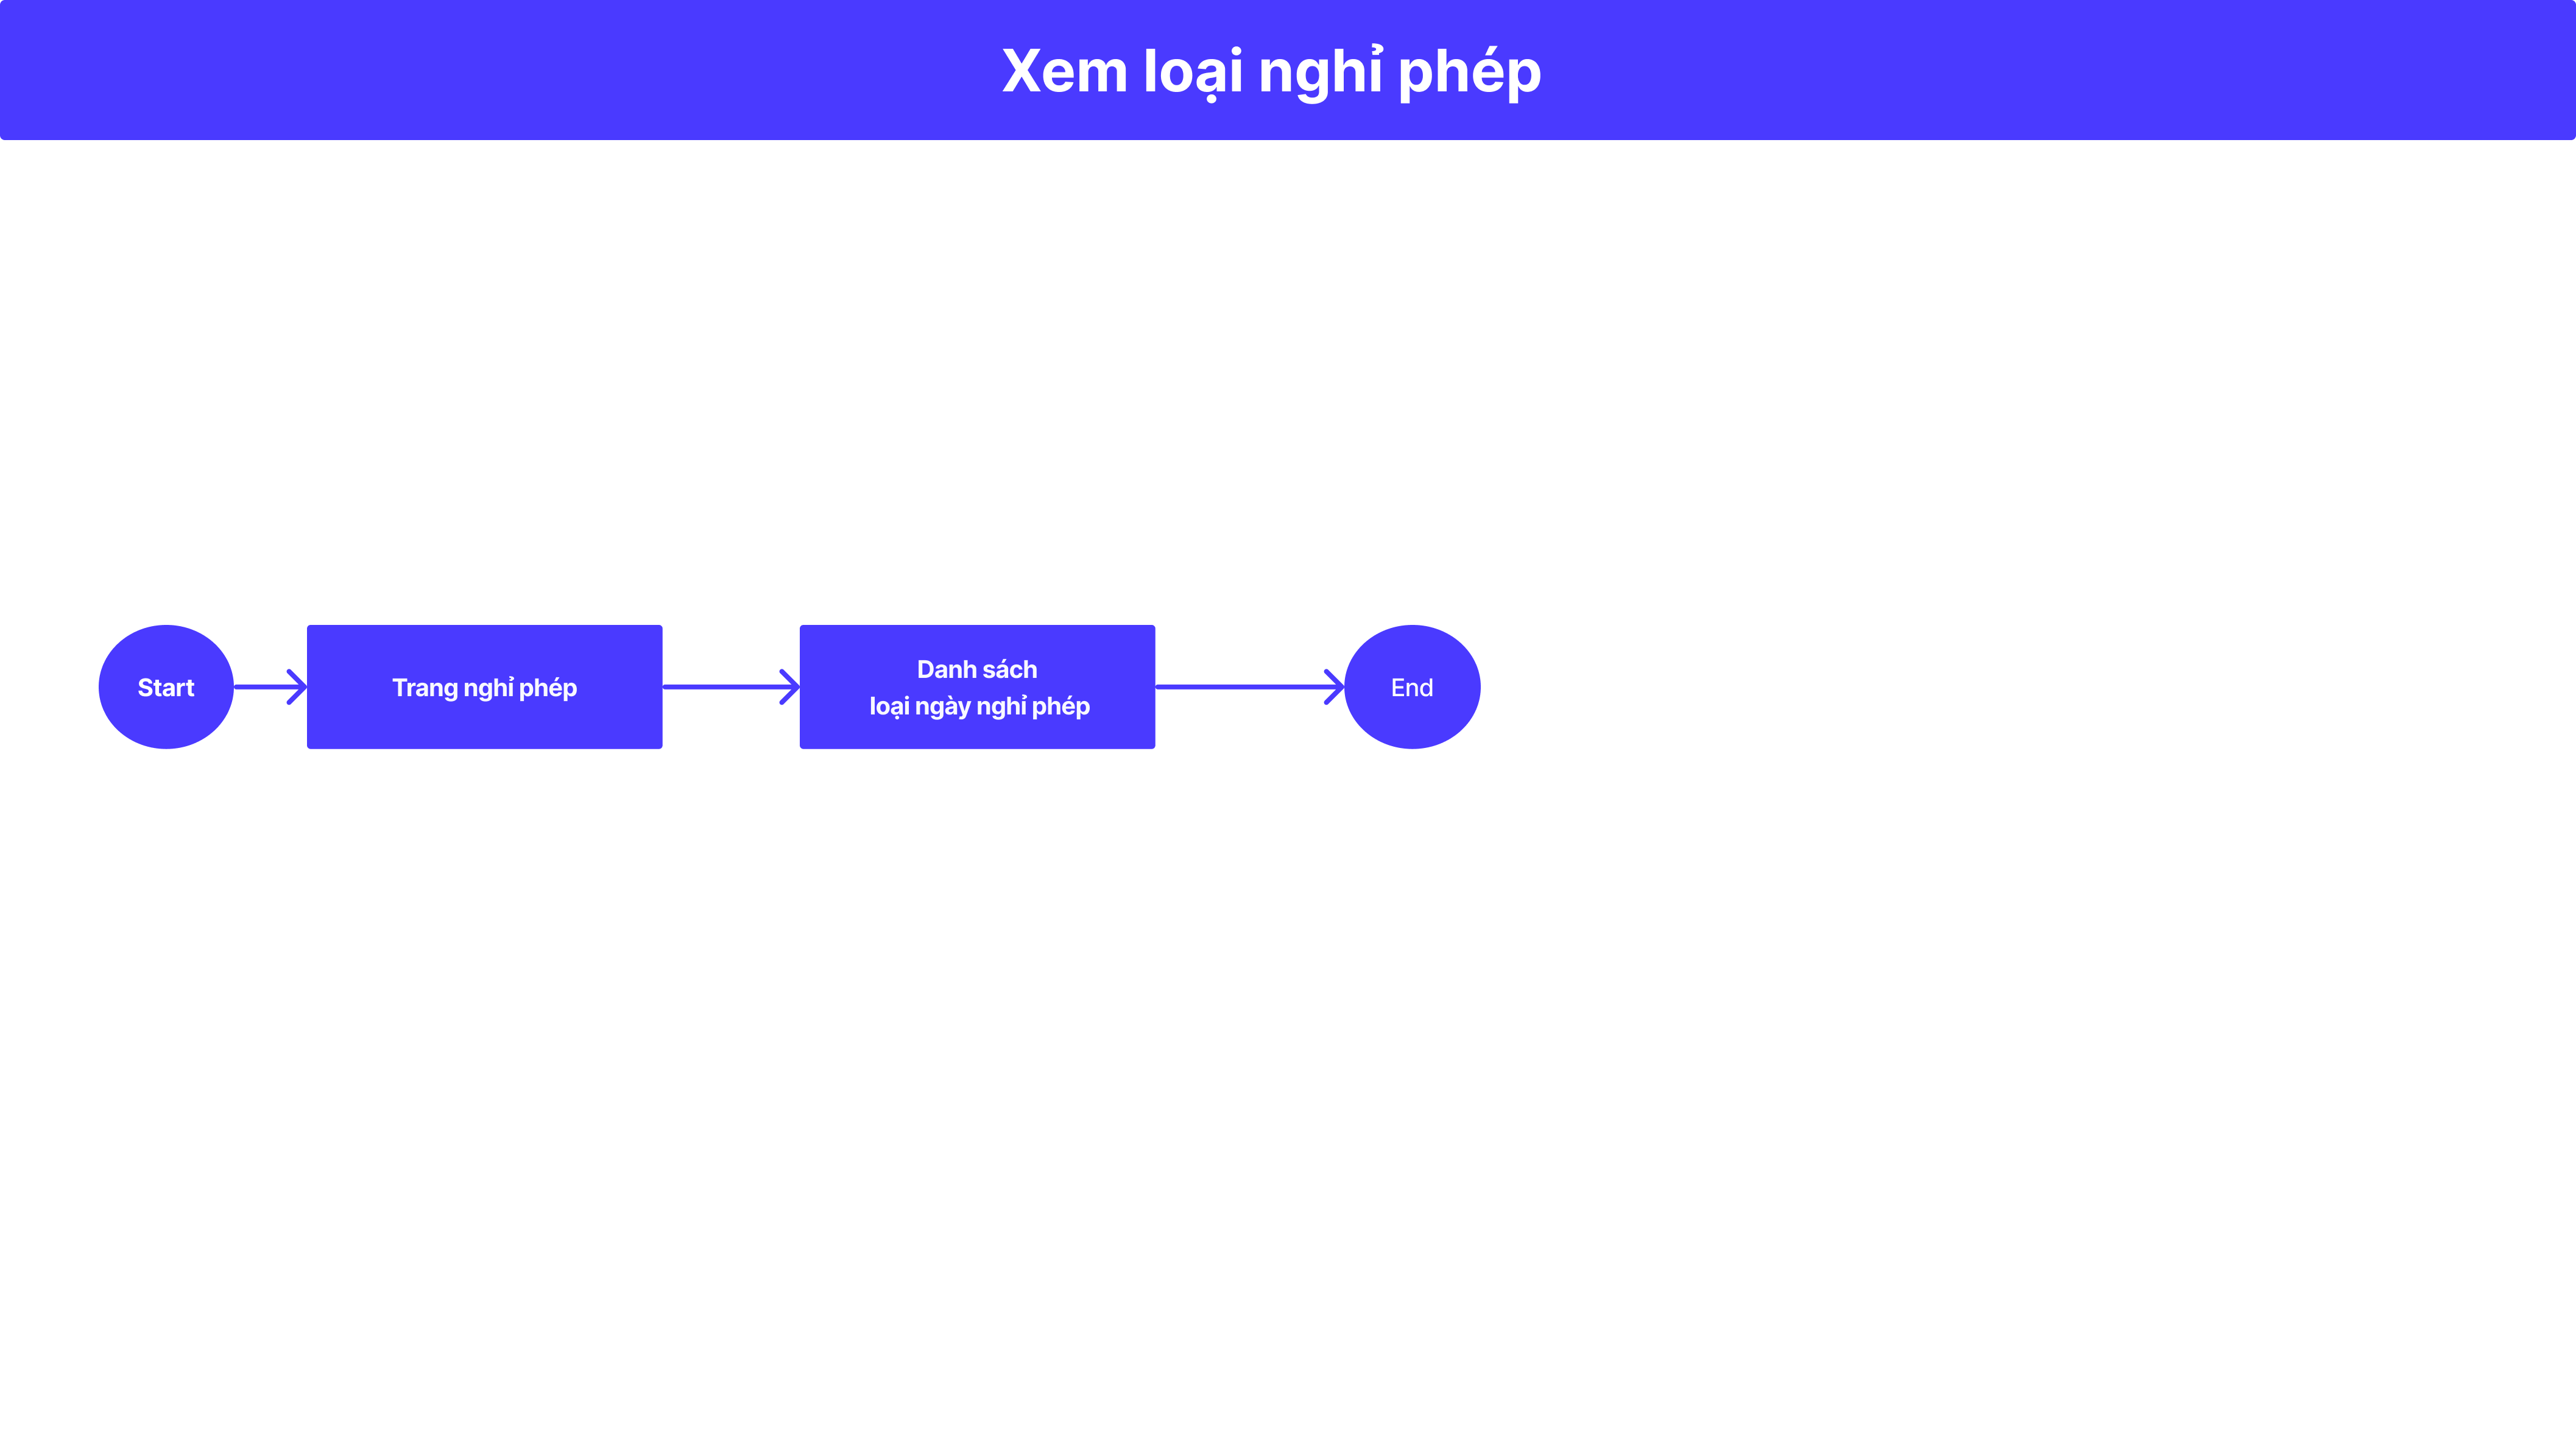 Xem loại nghỉ phép
Start
Trang nghỉ phép
Danh sách
loại ngày nghỉ phép
End